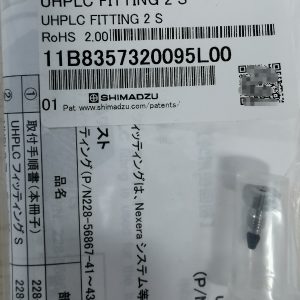 UHPLC FITTING 2 S
UHPLC FITTING 2 S
RoHS 2.00
11B8357320095L00
01 SHIMADZU
Pat. www.shimadzu.com/patents/
スト
ッティングは、Nexera システム等
ティング (P/N228-56867-41~43
品名
① 取付手順書(本冊子)
② UHPLC フィッティング S
228
228
(P/N